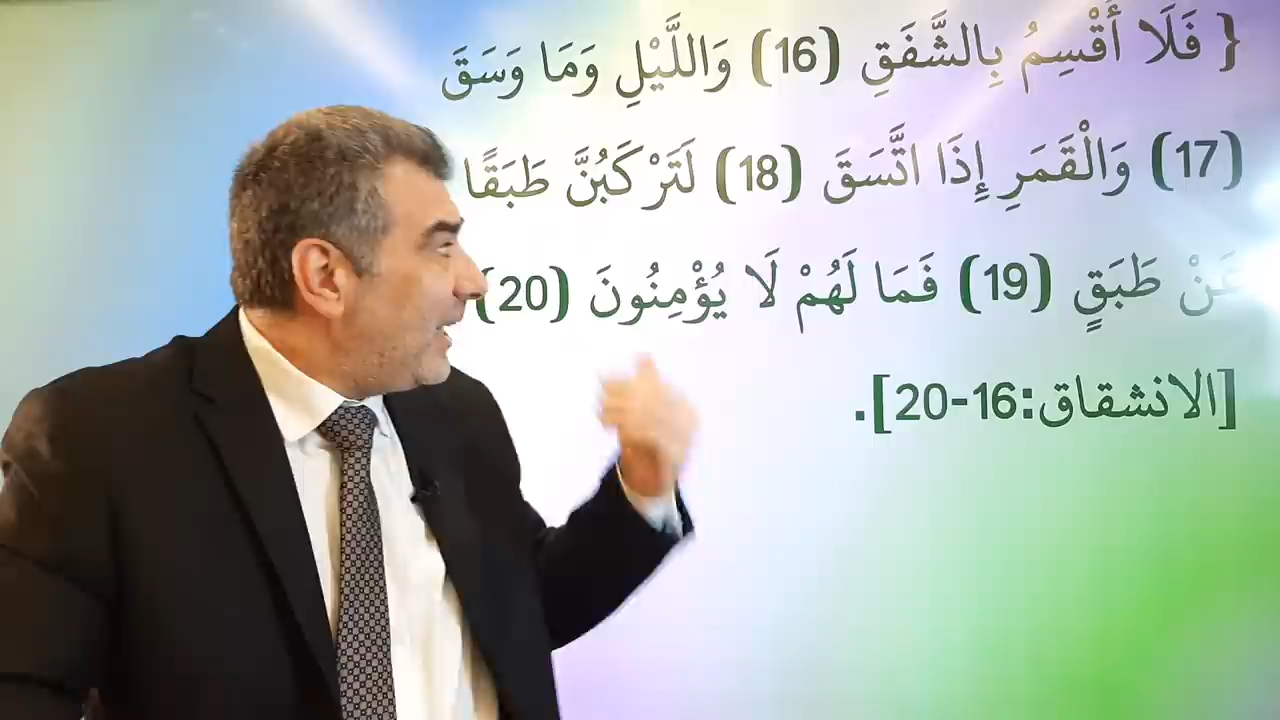 { فَلَا أُقْسِمُ بِالشَّفَقِ (16) وَاللَّيْلِ وَمَا وَسَقَ
(17) وَالْقَمَرِ إِذَا اتَّسَقَ (18) لَتَرْكَبُنَّ طَبَقًا
عَنْ طَبَقٍ (19) فَمَا لَهُمْ لَا يُؤْمِنُونَ (20)
[الانشقاق:16-20].